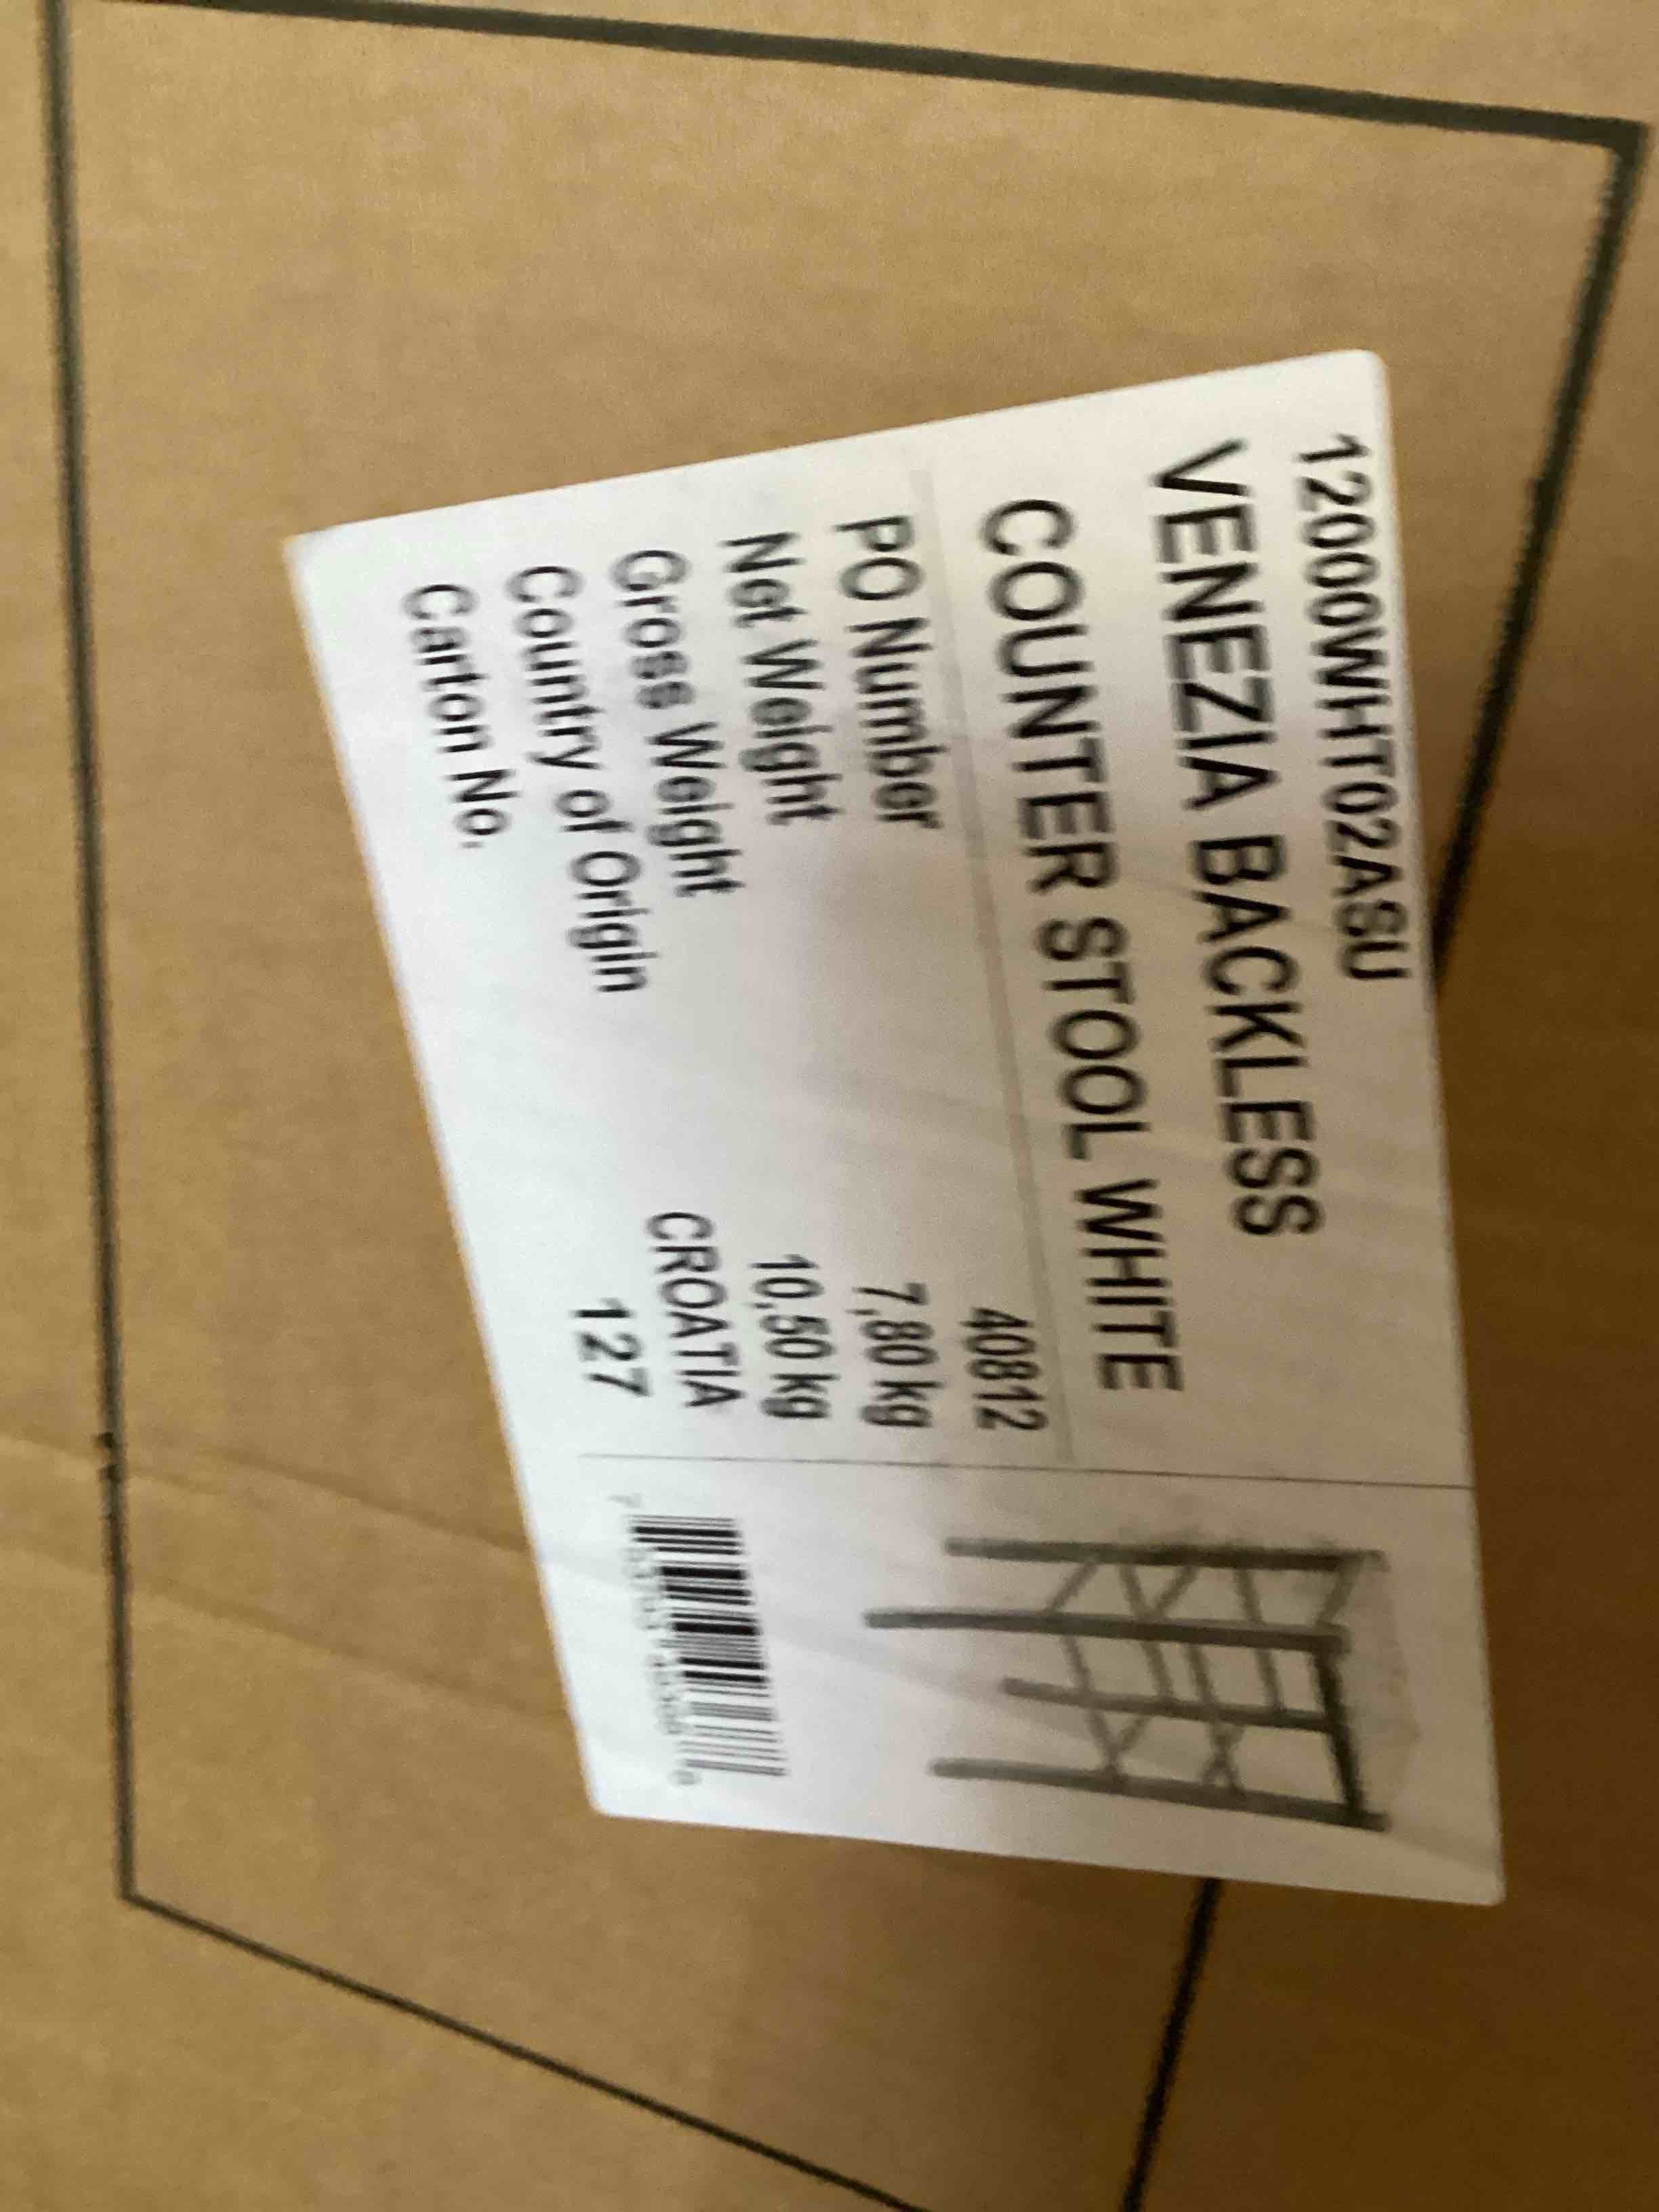 12000WHT02ASU
VENEZIA BACKLESS
COUNTER STOOL WHITE
PO Number 40812
Net Weight 7,80 kg
Gross Weight 10,50 kg
Country of Origin CROATIA
Carton No. 127